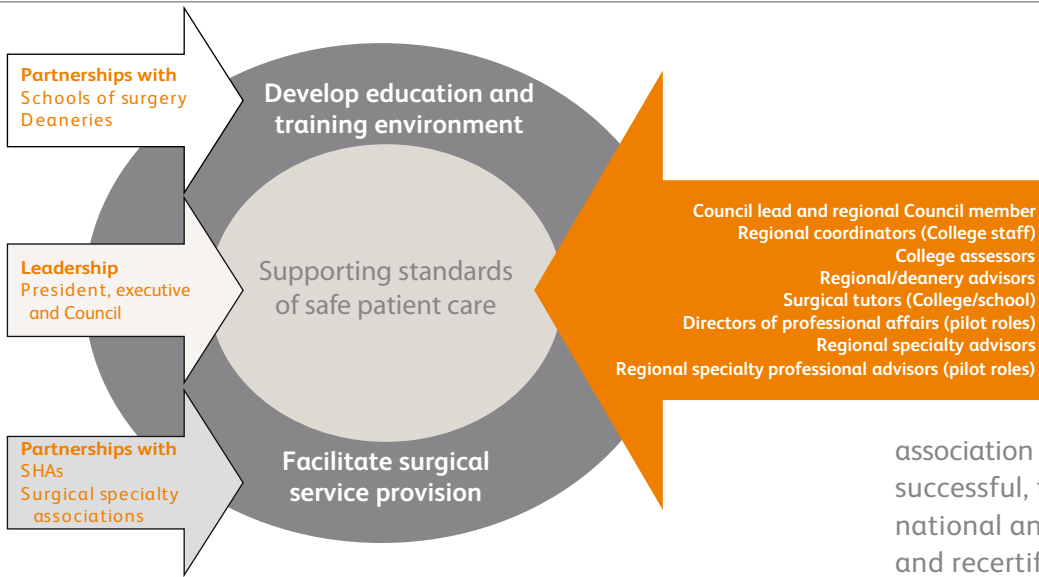 Partnerships with
Schools of surgery
Deaneries
Develop education and
training environment
Leadership
President, executive
and Council
Supporting standards
of safe patient care
Council lead and regional Council member
Regional coordinators (College staff)
College assessors
Regional/deanery advisors
Surgical tutors (College/school)
Directors of professional affairs (pilot roles)
Regional specialty advisors
Regional specialty professional advisors (pilot roles)
Partnerships with
SHAs
Surgical specialty
associations
Facilitate surgical
service provision
association
successful,
national
and